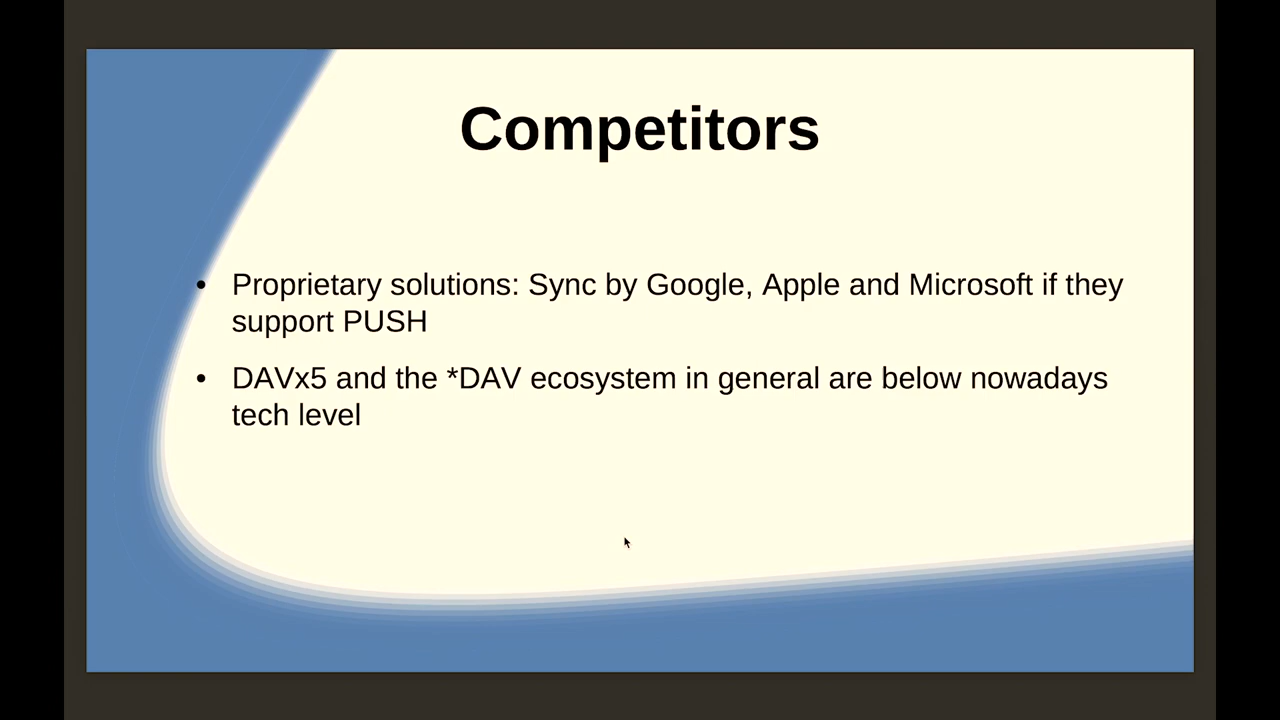 Competitors
• Proprietary solutions: Sync by Google, Apple and Microsoft if they
support PUSH
• DAVx5 and the *DAV ecosystem in general are below nowadays
tech level